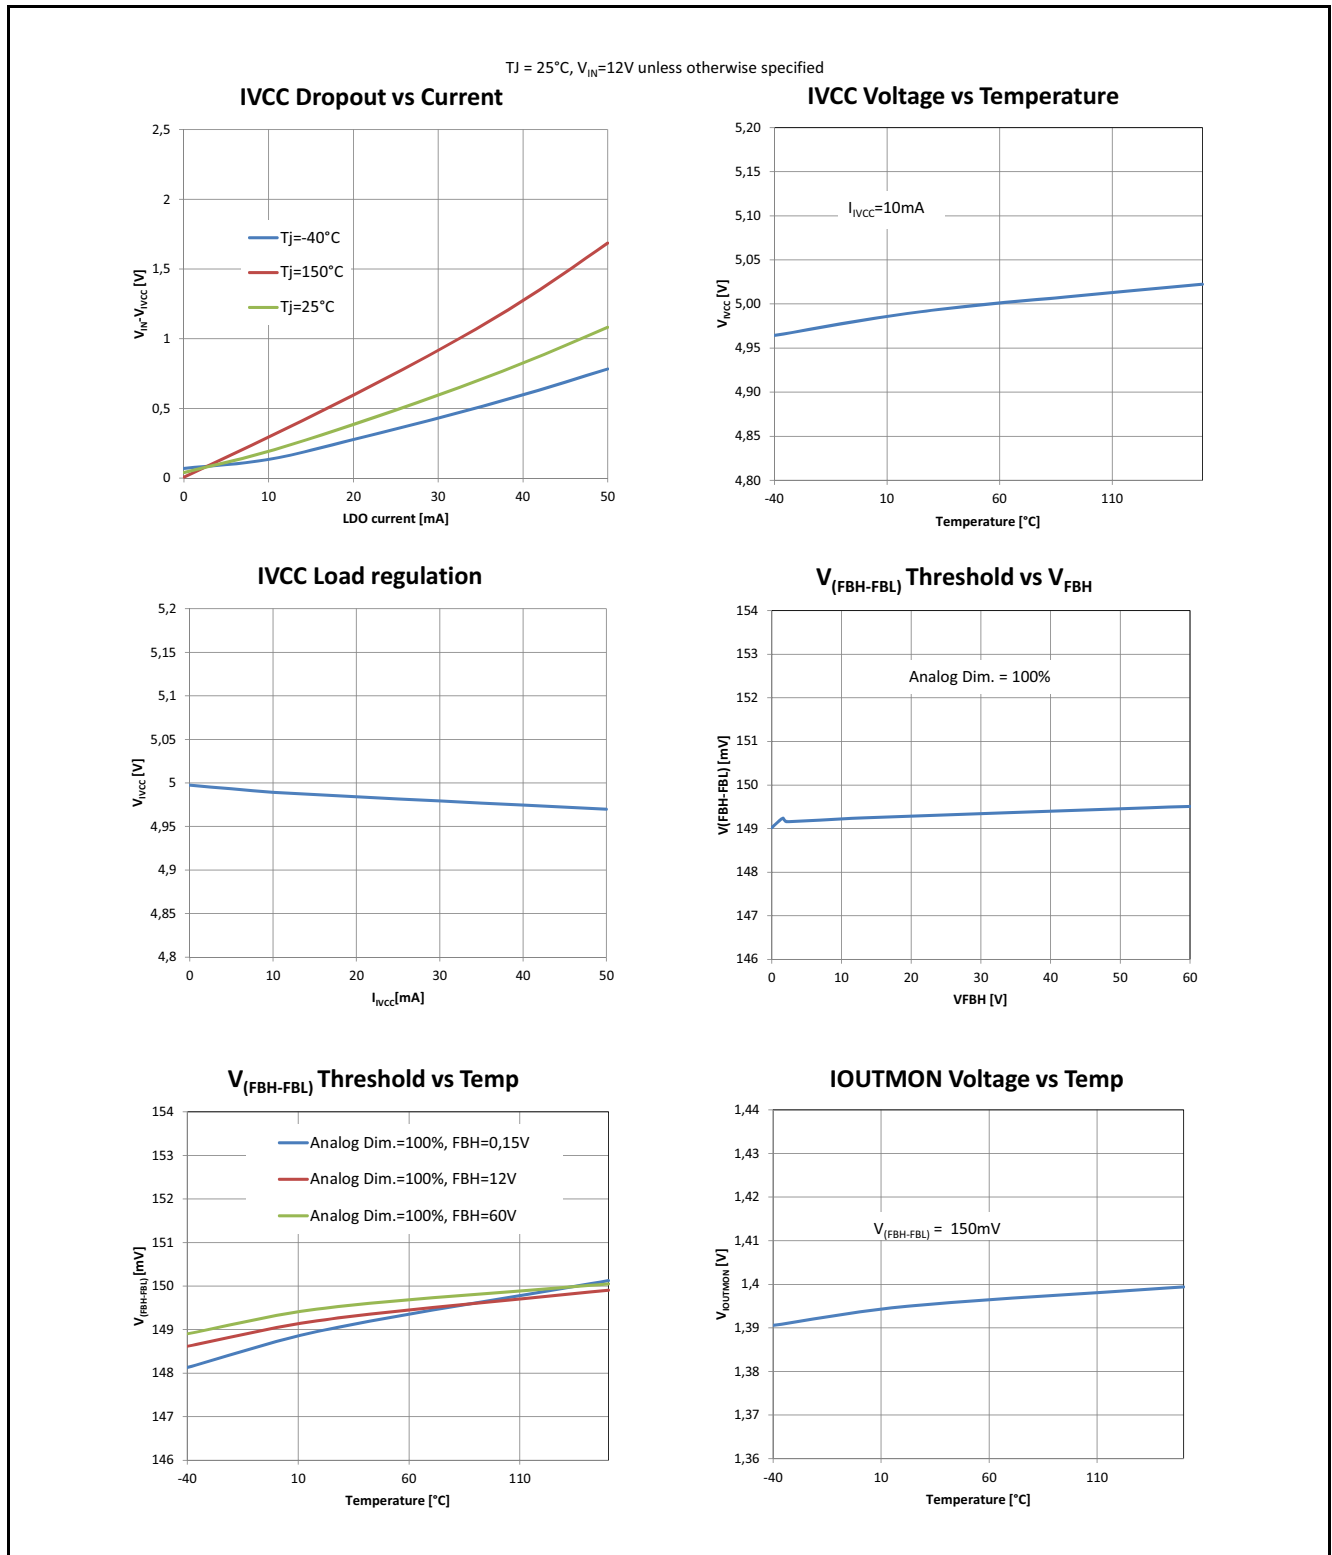 TJ = 25°C, VIN=12V unless otherwise specified
IVCC Dropout vs Current
2,5
2
1,5
1
0,5
0
VIN-VIVCC [V]
Tj=-40°C
Tj=150°C
Tj=25°C
0 10 20 30 40 50
LDO current [mA]
IVCC Voltage vs Temperature
5,20
5,15
5,10
5,05
5,00
4,95
4,90
4,85
4,80
VIVCC [V]
IIVCC=10mA
-40 10 60 110
Temperature [°C]
IVCC Load regulation
5,2
5,15
5,1
5,05
5
4,95
4,9
4,85
4,8
VIVCC [V]
0 10 20 30 40 50
IIVCC[mA]
V(FBH-FBL) Threshold vs VFBH
154
153
152
151
150
149
148
147
146
V(FBH-FBL) [mV]
Analog Dim. = 100%
0 10 20 30 40 50 60
VFBH [V]
V(FBH-FBL) Threshold vs Temp
154
153
152
151
150
149
148
147
146
V(FBH-FBL) [mV]
Analog Dim.=100%, FBH=0,15V
Analog Dim.=100%, FBH=12V
Analog Dim.=100%, FBH=60V
-40 10 60 110
Temperature [°C]
IOUTMON Voltage vs Temp
1,44
1,43
1,42
1,41
1,4
1,39
1,38
1,37
1,36
VIOUTMON [V]
V(FBH-FBL) = 150mV
-40 10 60 110
Temperature [°C]